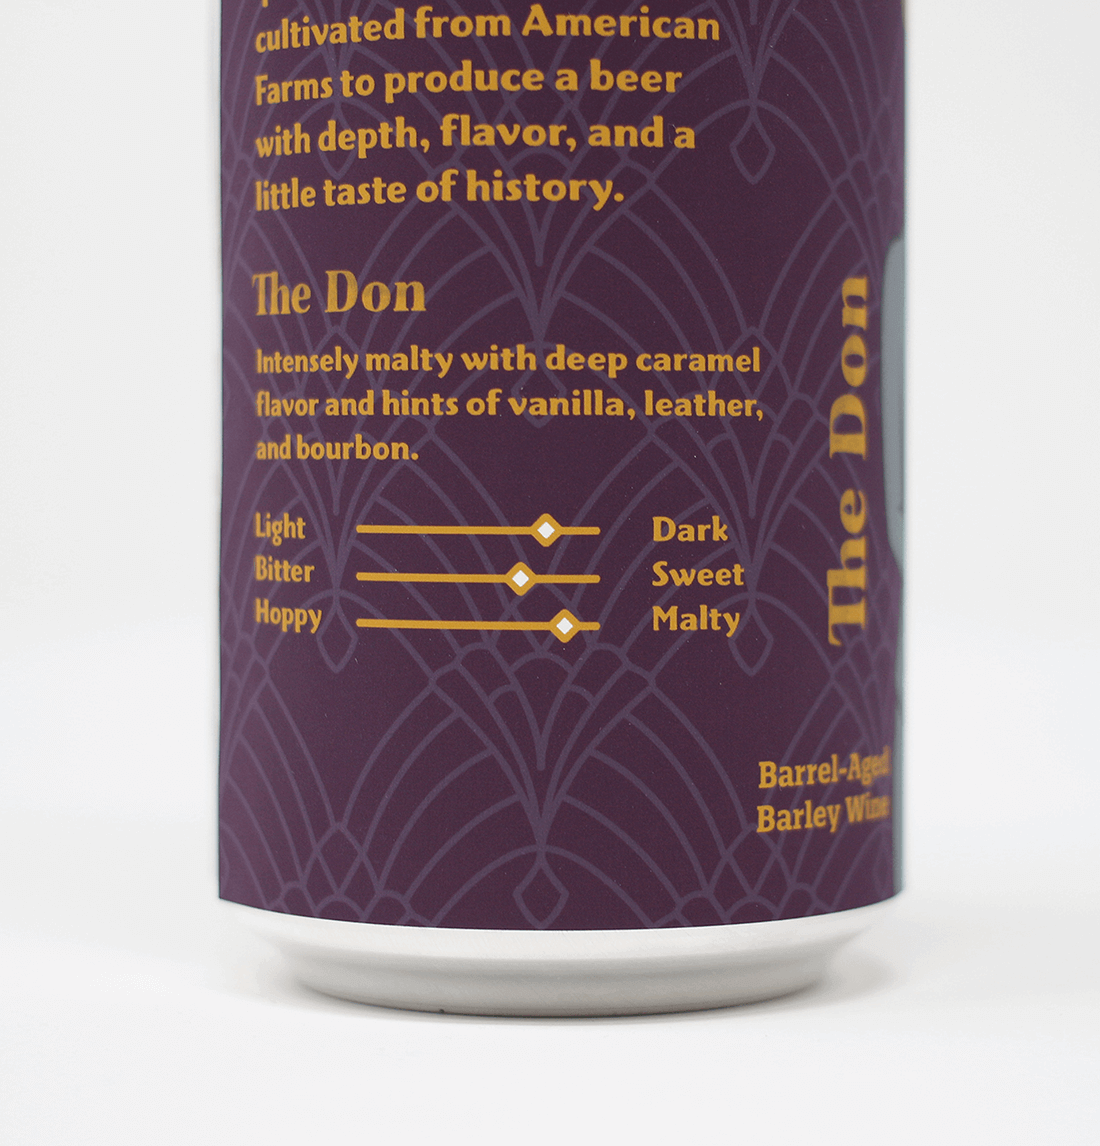 cultivated from American
Farms to produce a beer
with depth, flavor, and a
little taste of history.
The Don
Intensely malty with deep caramel
flavor and hints of vanilla, leather,
and bourbon.
Light Dark
Bitter Sweet
Hoppy Malty
The Don
Barrel-Aged
Barley Wine